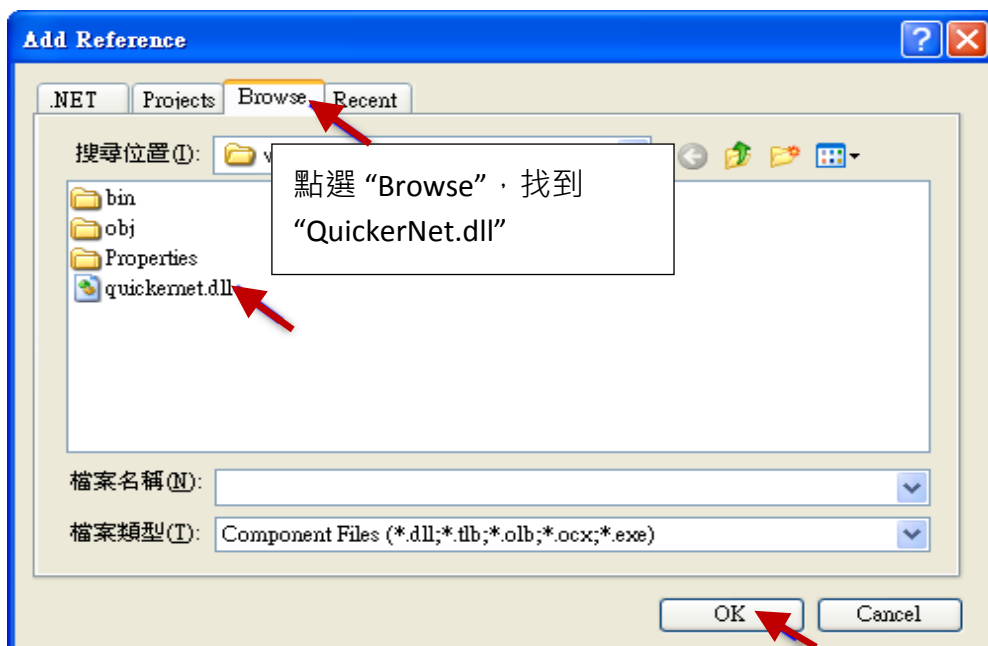 Add Reference
.NET Projects Browse Recent
搜尋位置(I):
點選 “Browse”，找到
“QuickerNet.dll”
bin
obj
Properties
quickernet.dll
檔案名稱(N):
檔案類型(T): Component Files (*.dll;*.tlb;*.olb;*.ocx;*.exe)
OK Cancel